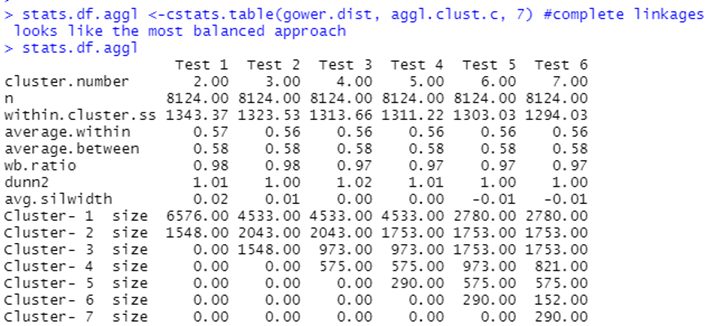 > stats.df.aggl <-cstats.table(gower.dist, aggl.clust.c, 7) #complete linkages
looks like the most balanced approach
> stats.df.aggl
Test 1 Test 2 Test 3 Test 4 Test 5 Test 6
cluster.number 2.00 3.00 4.00 5.00 6.00 7.00
n 8124.00 8124.00 8124.00 8124.00 8124.00 8124.00
within.cluster.ss 1343.37 1323.53 1313.66 1311.22 1303.03 1294.03
average.within 0.57 0.56 0.56 0.56 0.56 0.56
average.between 0.58 0.58 0.58 0.58 0.58 0.58
wb.ratio 0.98 0.98 0.97 0.97 0.97 0.97
dunn2 1.01 1.00 1.02 1.01 1.00 1.00
avg.silwidth 0.02 0.01 0.00 0.00 -0.01 -0.01
Cluster- 1 size 6576.00 4533.00 4533.00 4533.00 2780.00 2780.00
Cluster- 2 size 1548.00 2043.00 2043.00 1753.00 1753.00 1753.00
Cluster- 3 size 0.00 1548.00 973.00 973.00 1753.00 1753.00
Cluster- 4 size 0.00 0.00 575.00 575.00 973.00 821.00
Cluster- 5 size 0.00 0.00 0.00 290.00 575.00 575.00
Cluster- 6 size 0.00 0.00 0.00 0.00 290.00 152.00
Cluster- 7 size 0.00 0.00 0.00 0.00 0.00 290.00